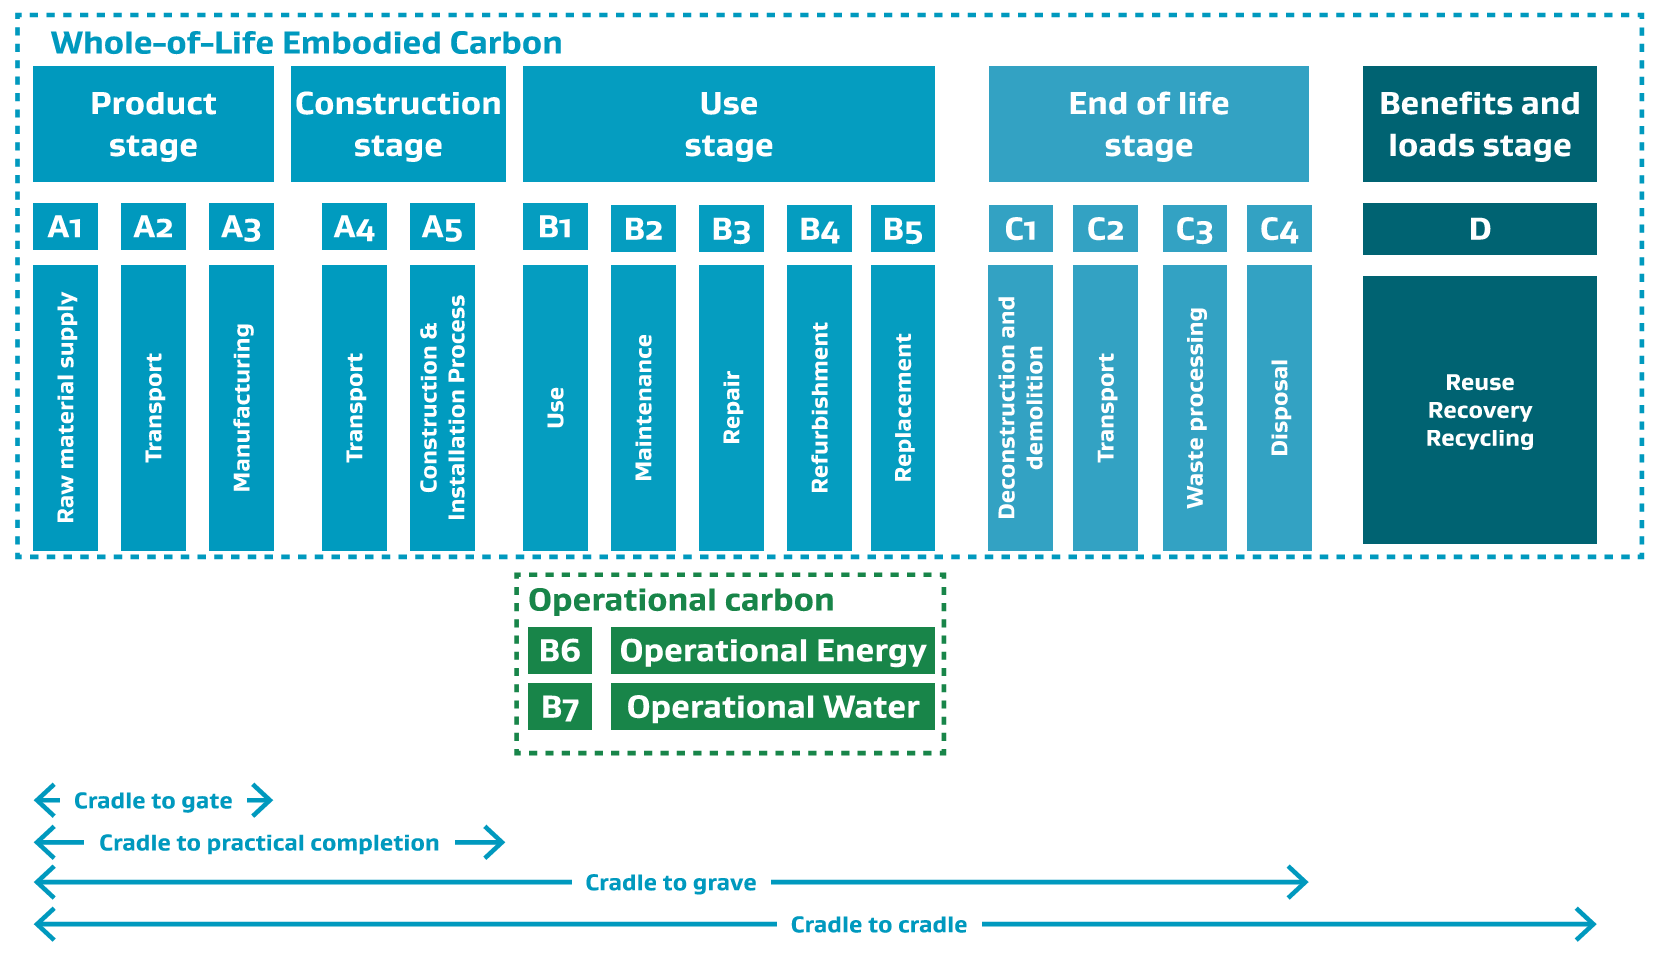 Whole-of-Life Embodied Carbon
Product
stage
Construction
stage
Use
stage
End of life
stage
Benefits and
loads stage
A1
A2
A3
A4
A5
B1
B2
B3
B4
B5
C1
C2
C3
C4
D
Raw material supply
Transport
Manufacturing
Transport
Construction &
Installation Process
Use
Maintenance
Repair
Refurbishment
Replacement
Deconstruction and
demolition
Transport
Waste processing
Disposal
Reuse
Recovery
Recycling
Operational carbon
B6
Operational Energy
B7
Operational Water
Cradle to gate
Cradle to practical completion
Cradle to grave
Cradle to cradle